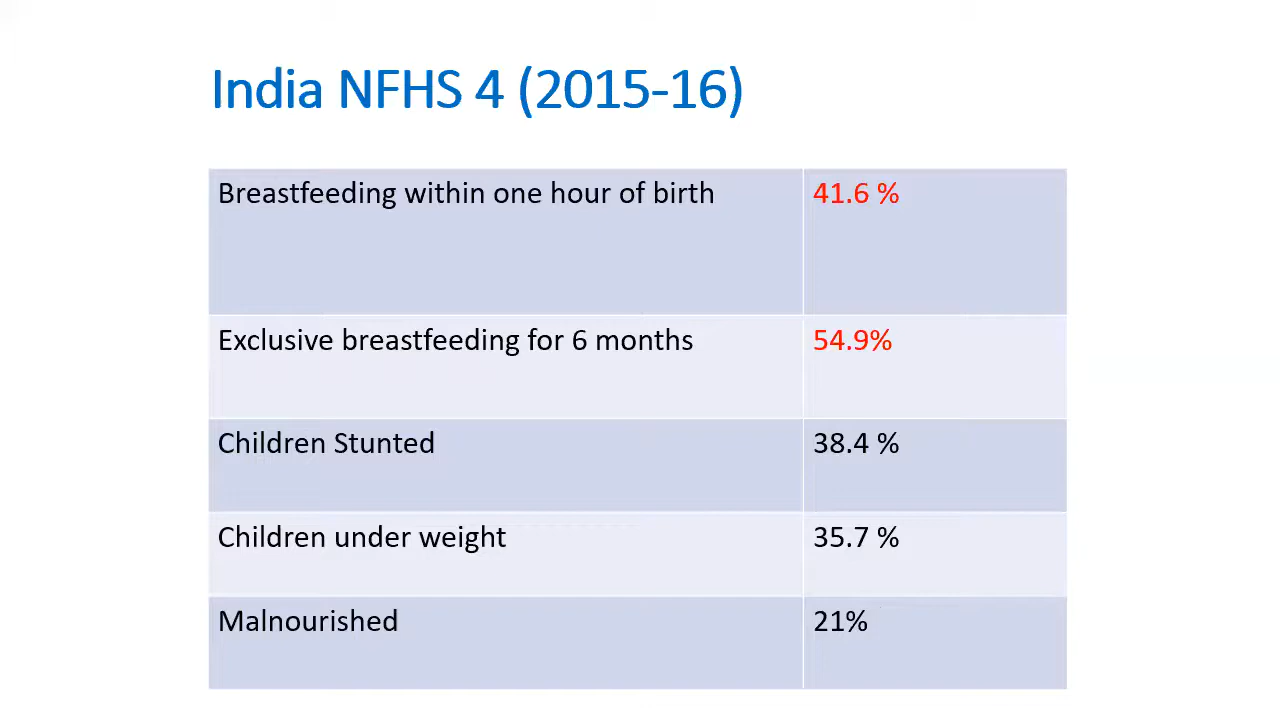 India NFHS 4 (2015-16)
Breastfeeding within one hour of birth 41.6 %
Exclusive breastfeeding for 6 months 54.9%
Children Stunted 38.4 %
Children under weight 35.7 %
Malnourished 21%